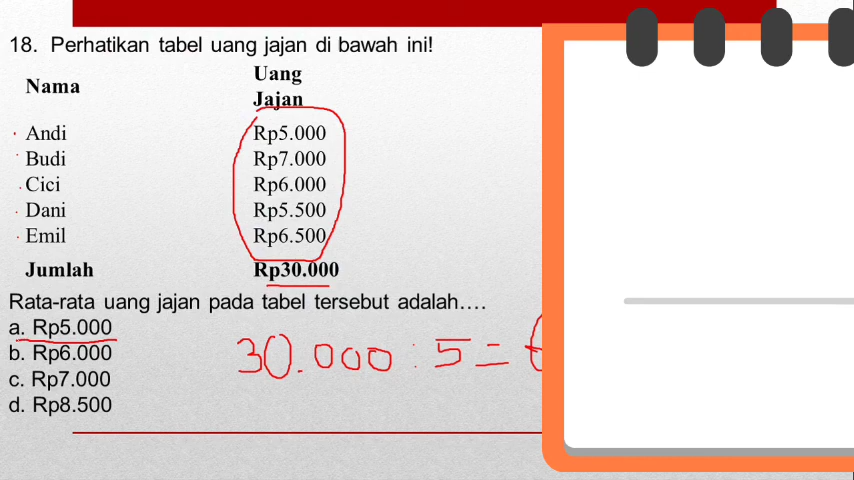 18. Perhatikan tabel uang jajan di bawah ini!
Nama Uang Jajan
Andi Rp5.000
Budi Rp7.000
Cici Rp6.000
Dani Rp5.500
Emil Rp6.500
Jumlah Rp30.000
Rata-rata uang jajan pada tabel tersebut adalah….
a. Rp5.000
b. Rp6.000
c. Rp7.000
d. Rp8.500
30.000 : 5 =